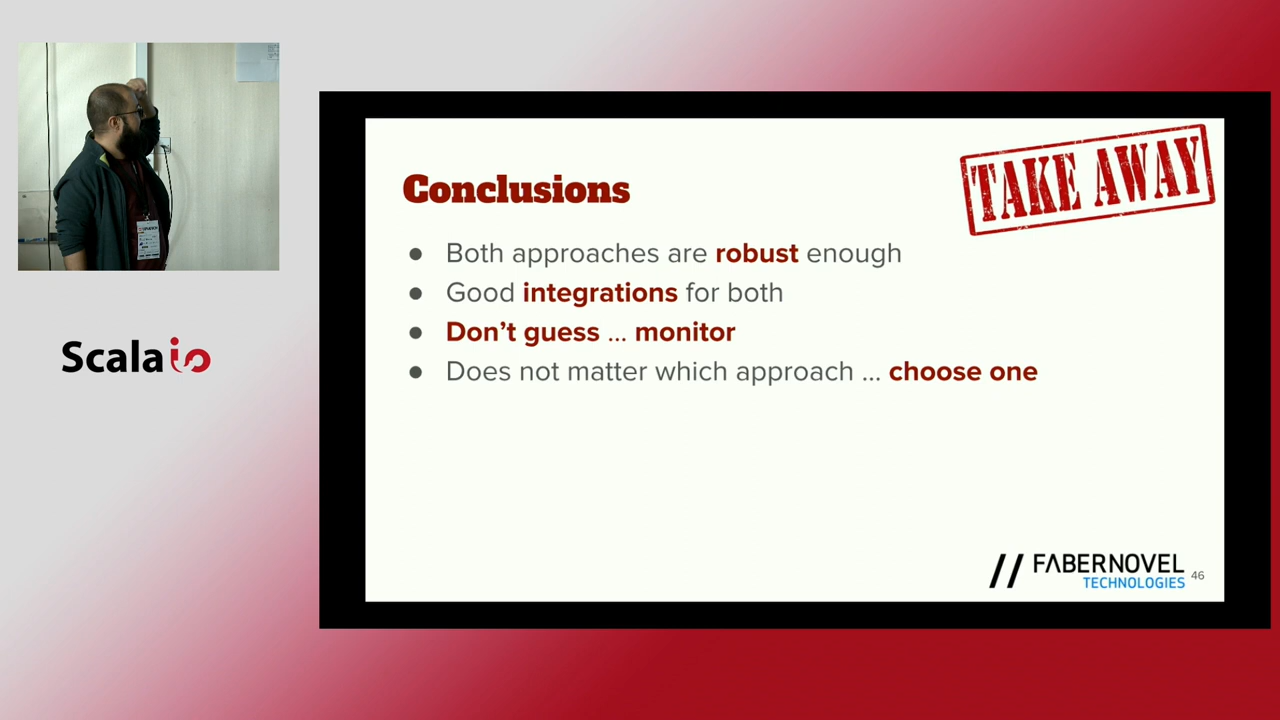 TAKE AWAY
Conclusions
● Both approaches are robust enough
● Good integrations for both
● Don't guess ... monitor
● Does not matter which approach ... choose one
Scala io
// FABERNOVEL
TECHNOLOGIES
46